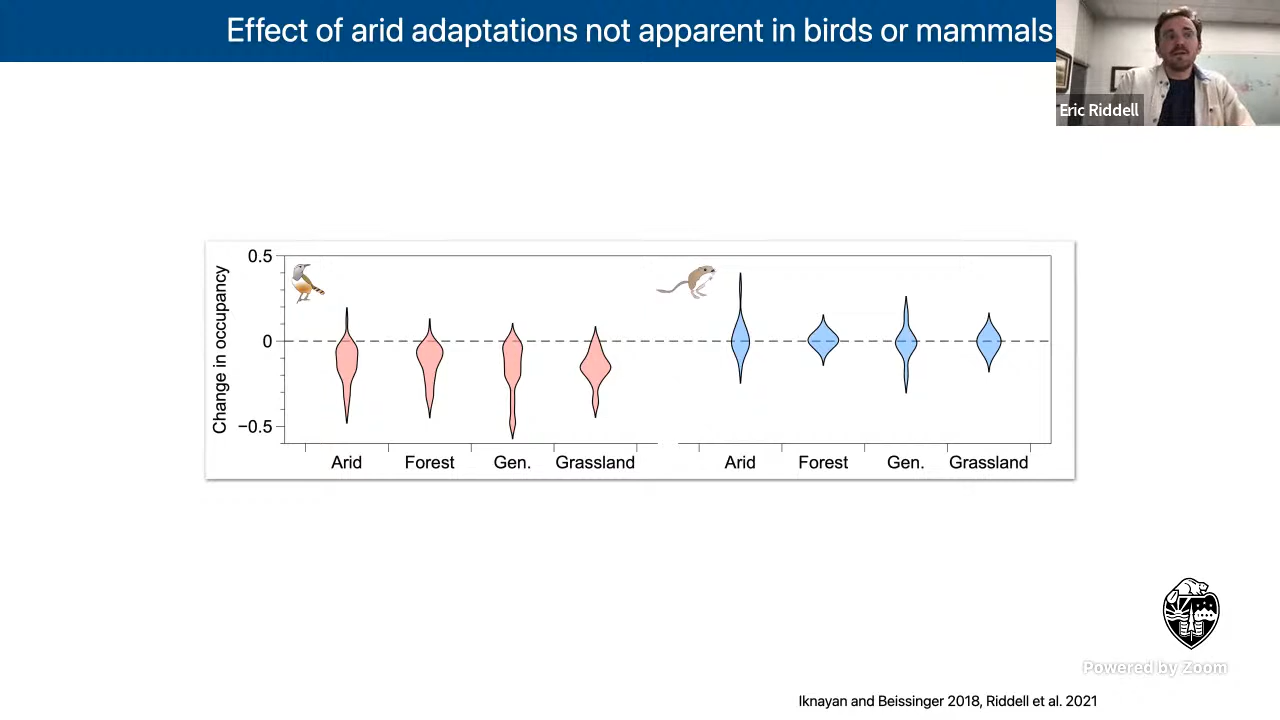 Effect of arid adaptations not apparent in birds or mammals
Eric Riddell
Change in occupancy
0.5
0
−0.5
Arid
Forest
Gen.
Grassland
Arid
Forest
Gen.
Grassland
Powered by Zoom
Iknayan and Beissinger 2018, Riddell et al. 2021